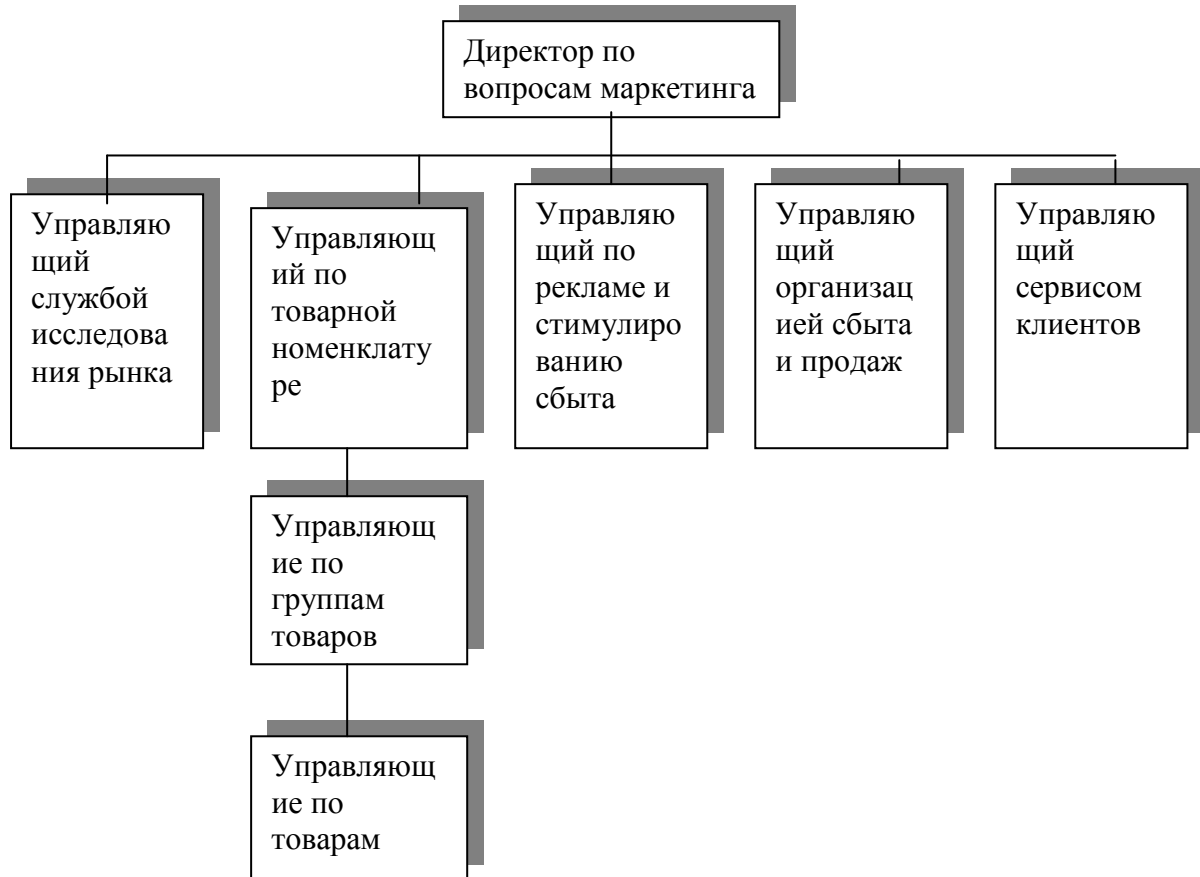 Директор по
вопросам маркетинга
Управляю
щий
службой
исследова
ния рынка
Управляющ
ий по
товарной
номенклату
ре
Управляю
щий по
рекламе и
стимулиро
ванию
сбыта
Управляю
щий
организац
ией сбыта
и продаж
Управляю
щий
сервисом
клиентов
Управляющ
ие по
группам
товаров
Управляющ
ие по
товарам